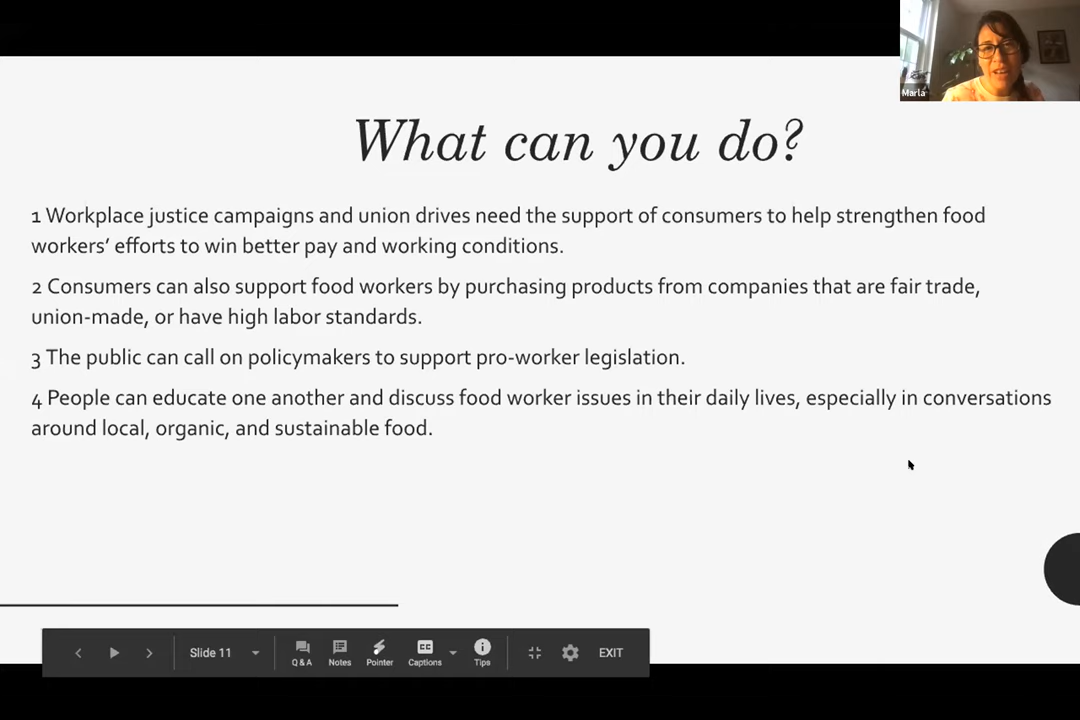 Marla
What can you do?
1 Workplace justice campaigns and union drives need the support of consumers to help strengthen food
workers’ efforts to win better pay and working conditions.
2 Consumers can also support food workers by purchasing products from companies that are fair trade,
union-made, or have high labor standards.
3 The public can call on policymakers to support pro-worker legislation.
4 People can educate one another and discuss food worker issues in their daily lives, especially in conversations
around local, organic, and sustainable food.
Slide 11
Q & A
Notes
Pointer
CC
Captions
Tips
EXIT